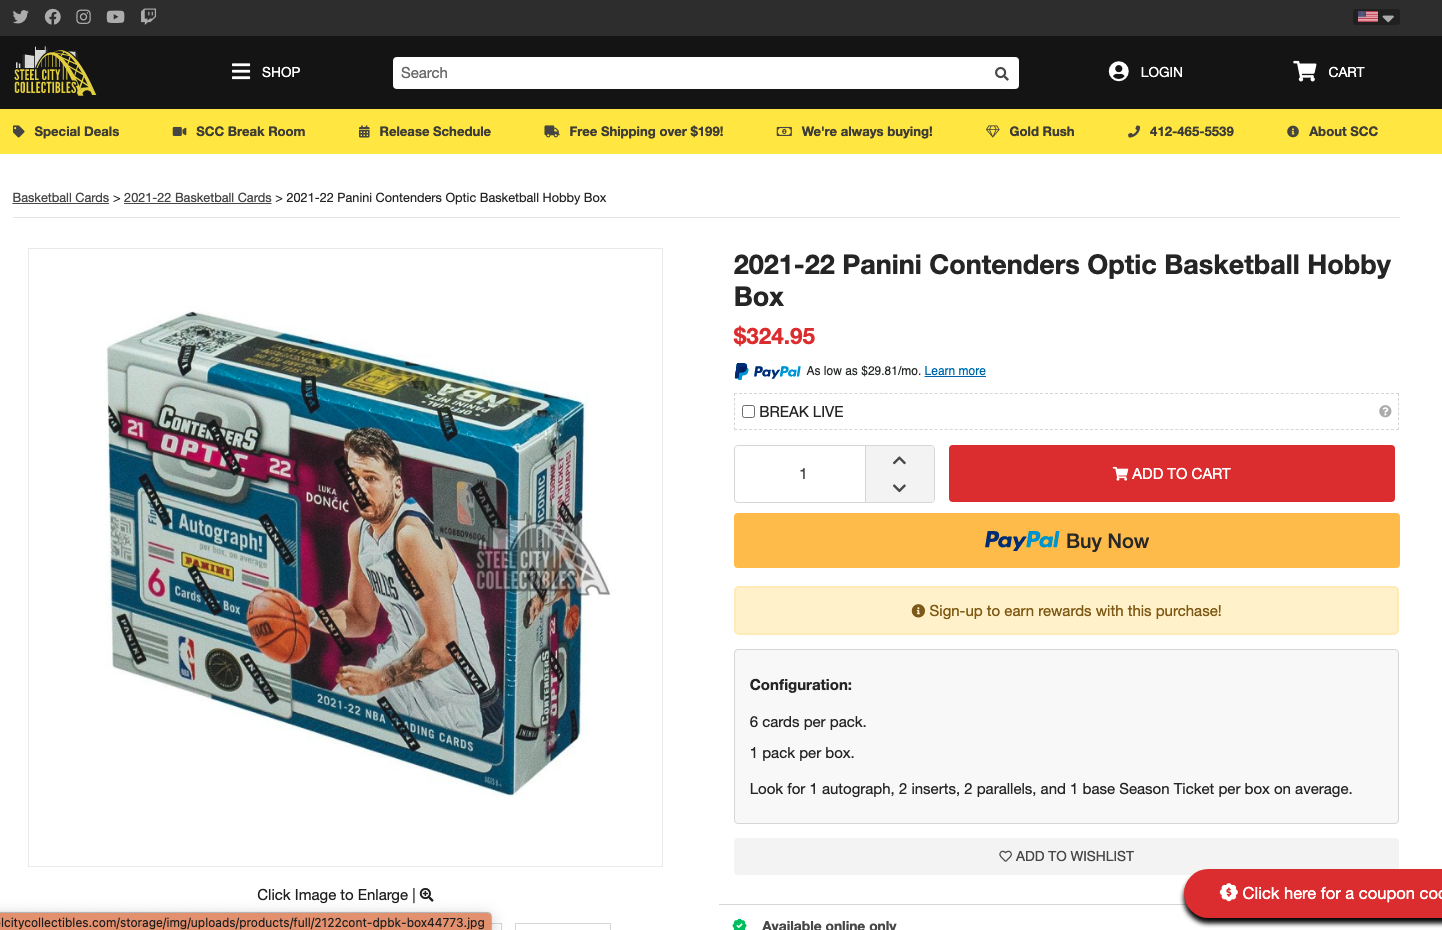 STEEL CITY
COLLECTIBLES
SHOP
Search
LOGIN
CART
Special Deals
SCC Break Room
Release Schedule
Free Shipping over $199!
We're always buying!
Gold Rush
412-465-5539
About SCC
Basketball Cards > 2021-22 Basketball Cards > 2021-22 Panini Contenders Optic Basketball Hobby Box
OFFICIAL
PANINI NFTS
NBA
CONTENDERS
21 OPTIC 22
LUKA
DONČIĆ
Find
Autograph!
per box, on average
PANINI
6 Cards Box
2021-22 NBA TRADING CARDS
ICONIC
CONTENDERS
STEEL CITY
COLLECTIBLES
Click Image to Enlarge |
lcitycollectibles.com/storage/img/uploads/products/full/2122cont-dpbk-box44773.jpg
2021-22 Panini Contenders Optic Basketball Hobby
Box
$324.95
PayPal As low as $29.81/mo. Learn more
BREAK LIVE
1
ADD TO CART
PayPal Buy Now
Sign-up to earn rewards with this purchase!
Configuration:
6 cards per pack.
1 pack per box.
Look for 1 autograph, 2 inserts, 2 parallels, and 1 base Season Ticket per box on average.
ADD TO WISHLIST
Click here for a coupon co
Available online only